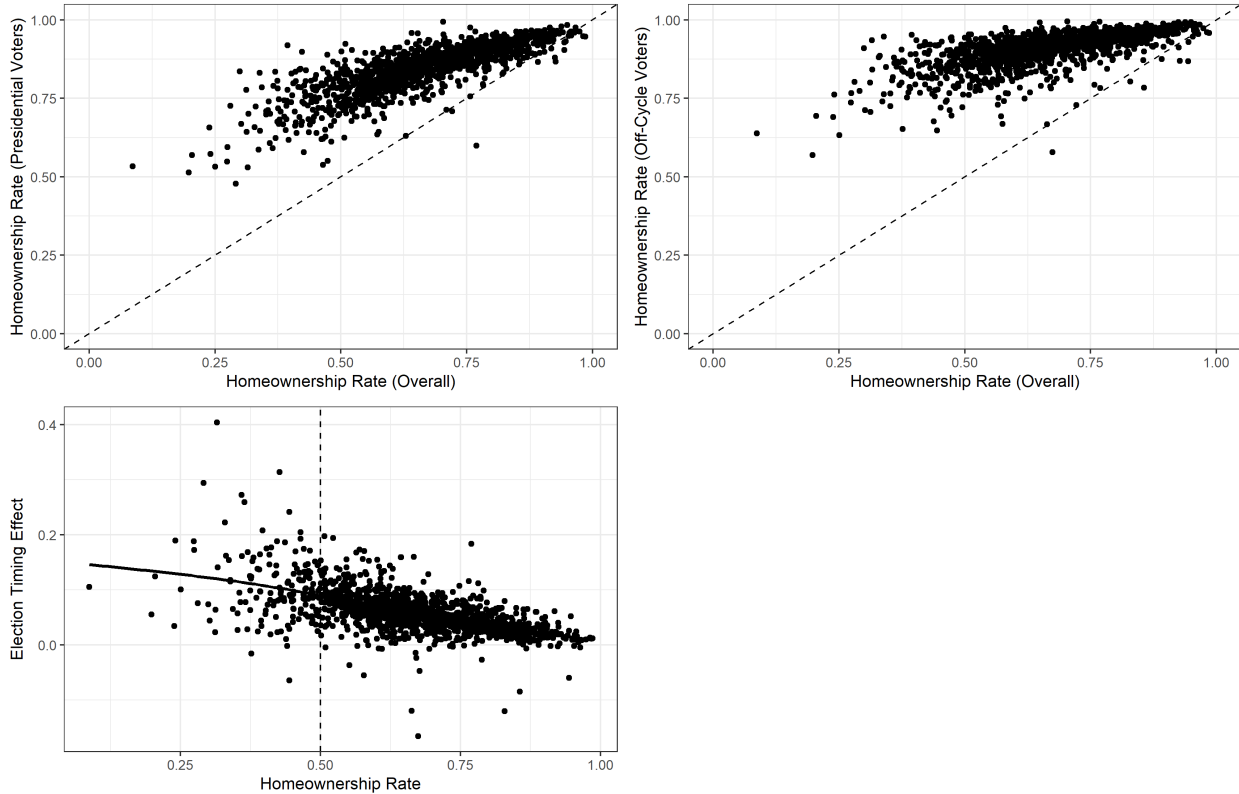 Homeownership Rate (Presidential Voters)
1.00
0.75
0.50
0.25
0.00
0.00 0.25 0.50 0.75 1.00
Homeownership Rate (Overall)
Homeownership Rate (Off-Cycle Voters)
1.00
0.75
0.50
0.25
0.00
0.00 0.25 0.50 0.75 1.00
Homeownership Rate (Overall)
Election Timing Effect
0.4
0.2
0.0
0.25 0.50 0.75 1.00
Homeownership Rate